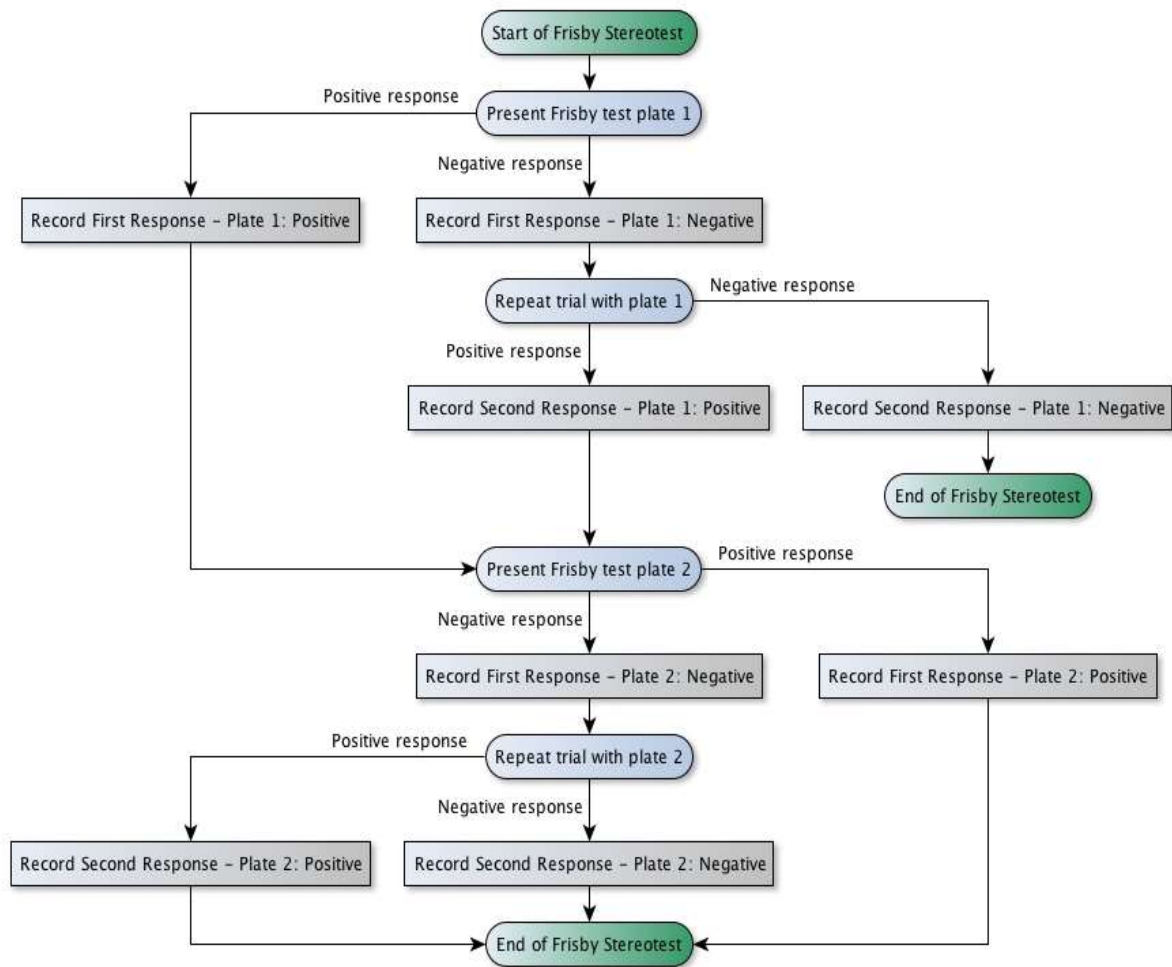 Start of Frisby Stereotest
Positive response
Present Frisby test plate 1
Negative response
Record First Response – Plate 1: Positive
Record First Response – Plate 1: Negative
Repeat trial with plate 1
Negative response
Positive response
Record Second Response – Plate 1: Positive
Record Second Response – Plate 1: Negative
End of Frisby Stereotest
Present Frisby test plate 2
Positive response
Negative response
Record First Response – Plate 2: Negative
Record First Response – Plate 2: Positive
Positive response
Repeat trial with plate 2
Negative response
Record Second Response – Plate 2: Positive
Record Second Response – Plate 2: Negative
End of Frisby Stereotest